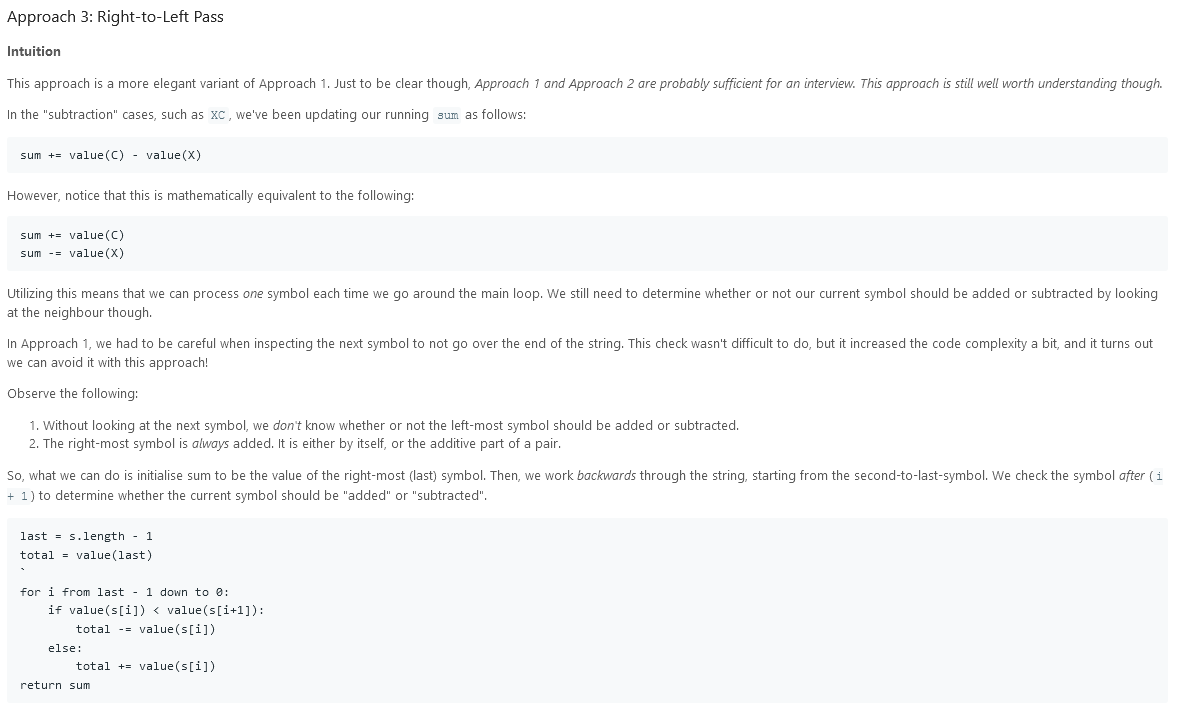 Approach 3: Right-to-Left Pass
Intuition
This approach is a more elegant variant of Approach 1. Just to be clear though, Approach 1 and Approach 2 are probably sufficient for an interview. This approach is still well worth understanding though.
In the "subtraction" cases, such as XC , we've been updating our running sum as follows:
sum += value(C) - value(X)
However, notice that this is mathematically equivalent to the following:
sum += value(C)
sum -= value(X)
Utilizing this means that we can process one symbol each time we go around the main loop. We still need to determine whether or not our current symbol should be added or subtracted by looking
at the neighbour though.
In Approach 1, we had to be careful when inspecting the next symbol to not go over the end of the string. This check wasn't difficult to do, but it increased the code complexity a bit, and it turns out
we can avoid it with this approach!
Observe the following:
1. Without looking at the next symbol, we don't know whether or not the left-most symbol should be added or subtracted.
2. The right-most symbol is always added. It is either by itself, or the additive part of a pair.
So, what we can do is initialise sum to be the value of the right-most (last) symbol. Then, we work backwards through the string, starting from the second-to-last-symbol. We check the symbol after ( i
+ 1 ) to determine whether the current symbol should be "added" or "subtracted".
last = s.length - 1
total = value(last)
`
for i from last - 1 down to 0:
    if value(s[i]) < value(s[i+1]):
        total -= value(s[i])
    else:
        total += value(s[i])
return sum